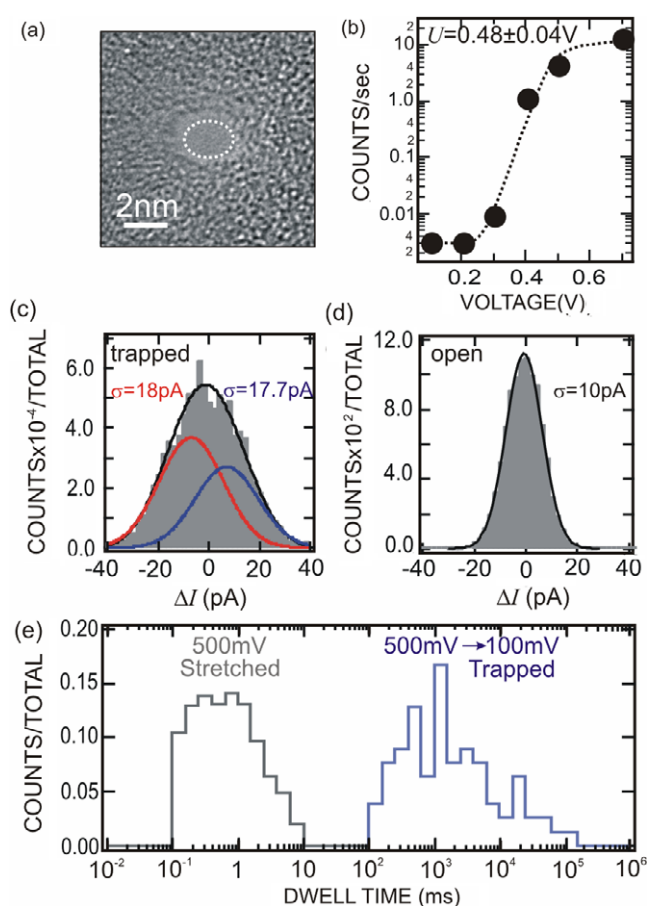 (a)
2nm
(b)
U=0.48±0.04V
COUNTS/sec
10
4
2
1.0
4
2
0.1
4
2
0.01
4
2
0.2 0.4 0.6
VOLTAGE(V)
(c)
trapped
σ=18pA σ=17.7pA
COUNTSx10⁻⁴/TOTAL
6.0
4.0
2.0
0.0
-40 -20 0 20 40
ΔI (pA)
(d)
open
σ=10pA
COUNTSx10²/TOTAL
12.0
8.0
4.0
0.0
-40 -20 0 20 40
ΔI (pA)
(e)
500mV
Stretched
500mV→100mV
Trapped
COUNTS/TOTAL
0.20
0.15
0.10
0.05
0.00
10⁻² 10⁻¹ 1 10 10² 10³ 10⁴ 10⁵ 10⁶
DWELL TIME (ms)